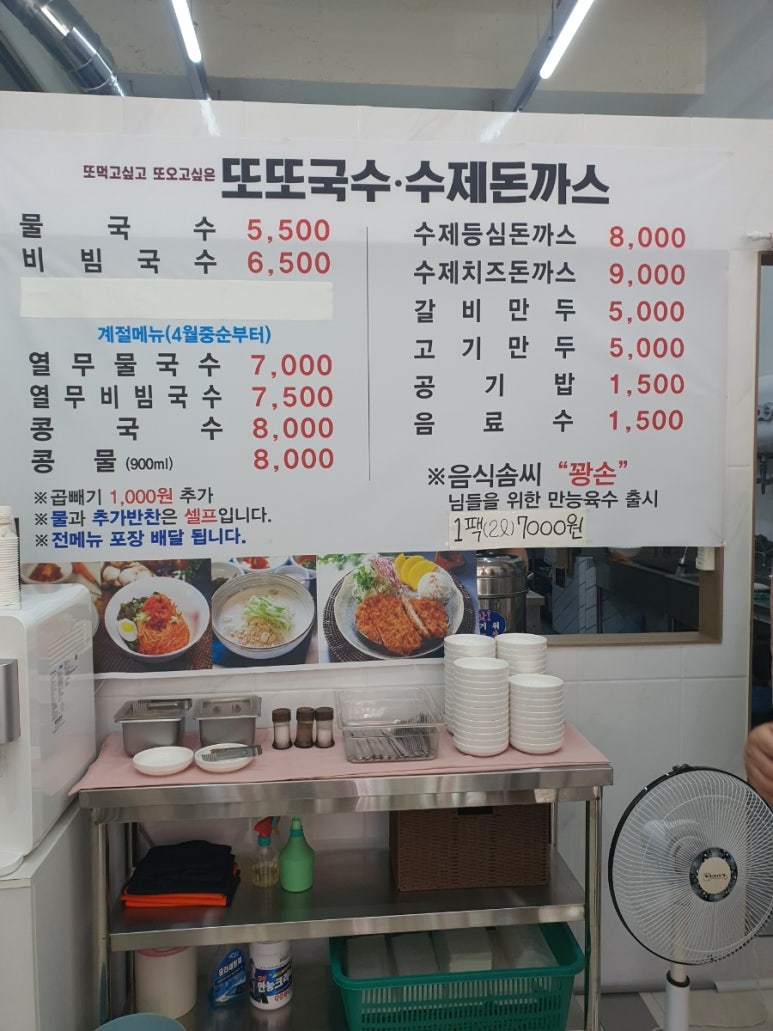 또먹고싶고 또오고싶은 또또국수·수제돈까스
물국수 5,500
비빔국수 6,500
계절메뉴(4월중순부터)
열무물국수 7,000
열무비빔국수 7,500
콩국수 8,000
콩물 (900ml) 8,000
※곱빼기 1,000원 추가
※물과 추가반찬은 셀프입니다.
※전메뉴 포장 배달 됩니다.
수제등심돈까스 8,000
수제치즈돈까스 9,000
갈비만두 5,000
고기만두 5,000
공기밥 1,500
음료수 1,500
※음식솜씨 "꽝손"
님들을 위한 만능육수 출시
1팩(2ℓ) 7000원